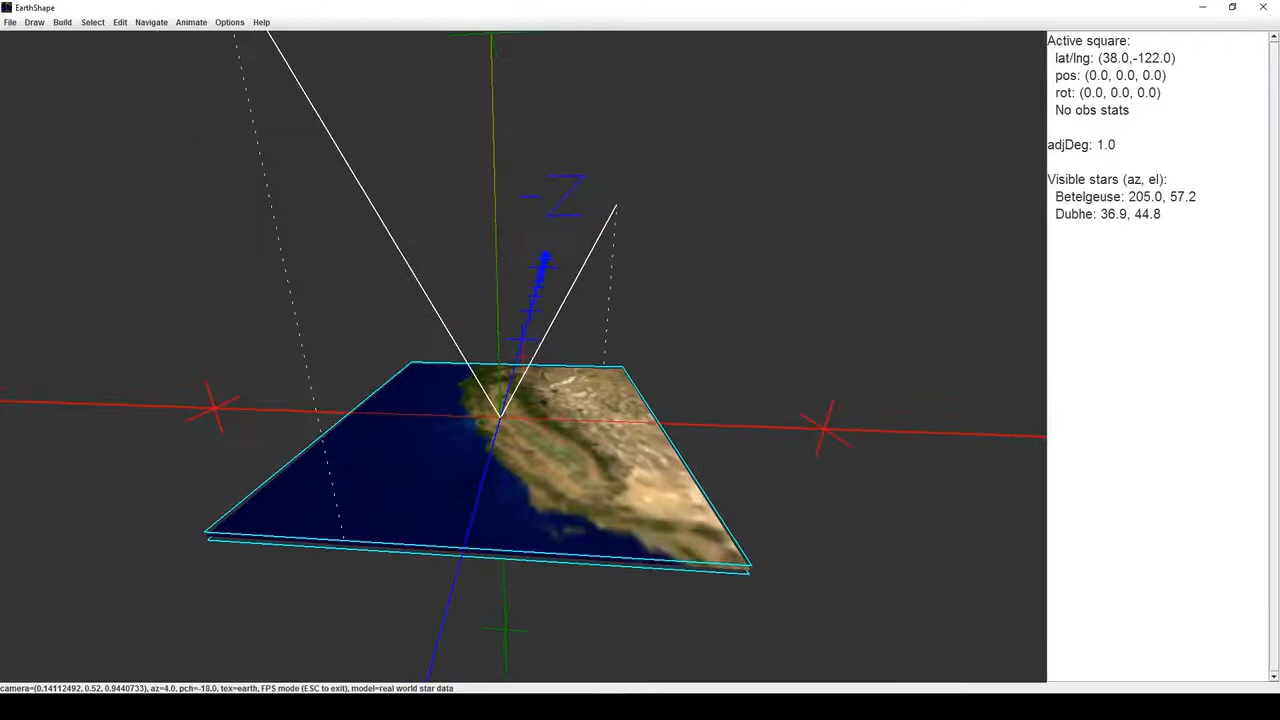 EarthShape
File Draw Build Select Edit Navigate Animate Options Help
Active square:
lat/lng: (38.0,-122.0)
pos: (0.0, 0.0, 0.0)
rot: (0.0, 0.0, 0.0)
No obs stats
adjDeg: 1.0
Visible stars (az, el):
Betelgeuse: 205.0, 57.2
Dubhe: 36.9, 44.8
-Z
camera=(0.14112492, 0.52, 0.9440733), az=4.0, pch=-18.0, tex=earth, FPS mode (ESC to exit), model=real world star data